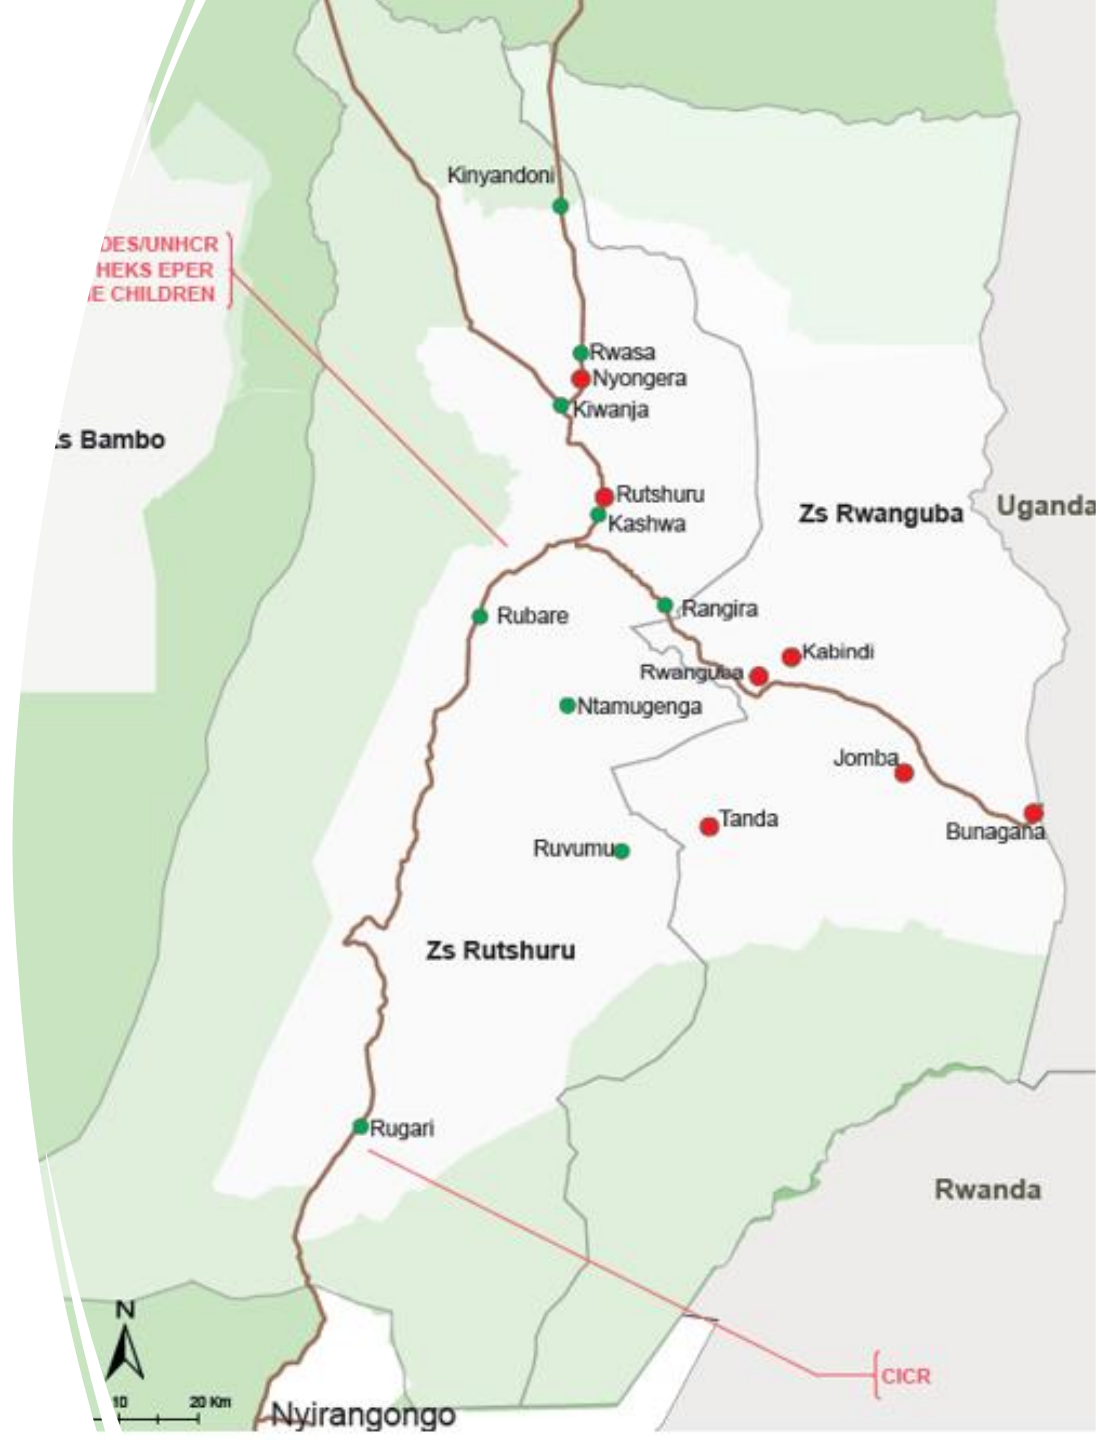 Kinyandoni
DES/UNHCR
HEKS EPER
E CHILDREN
Rwasa
Nyongera
Kiwanja
s Bambo
Rutshuru
Kashwa
Zs Rwanguba
Uganda
Rubare
Rangira
Kabindi
Rwanguba
Ntamugenga
Jomba
Tanda
Bunagana
Ruvumu
Zs Rutshuru
Rugari
Rwanda
N
CICR
10 20 Km
Nyirangongo